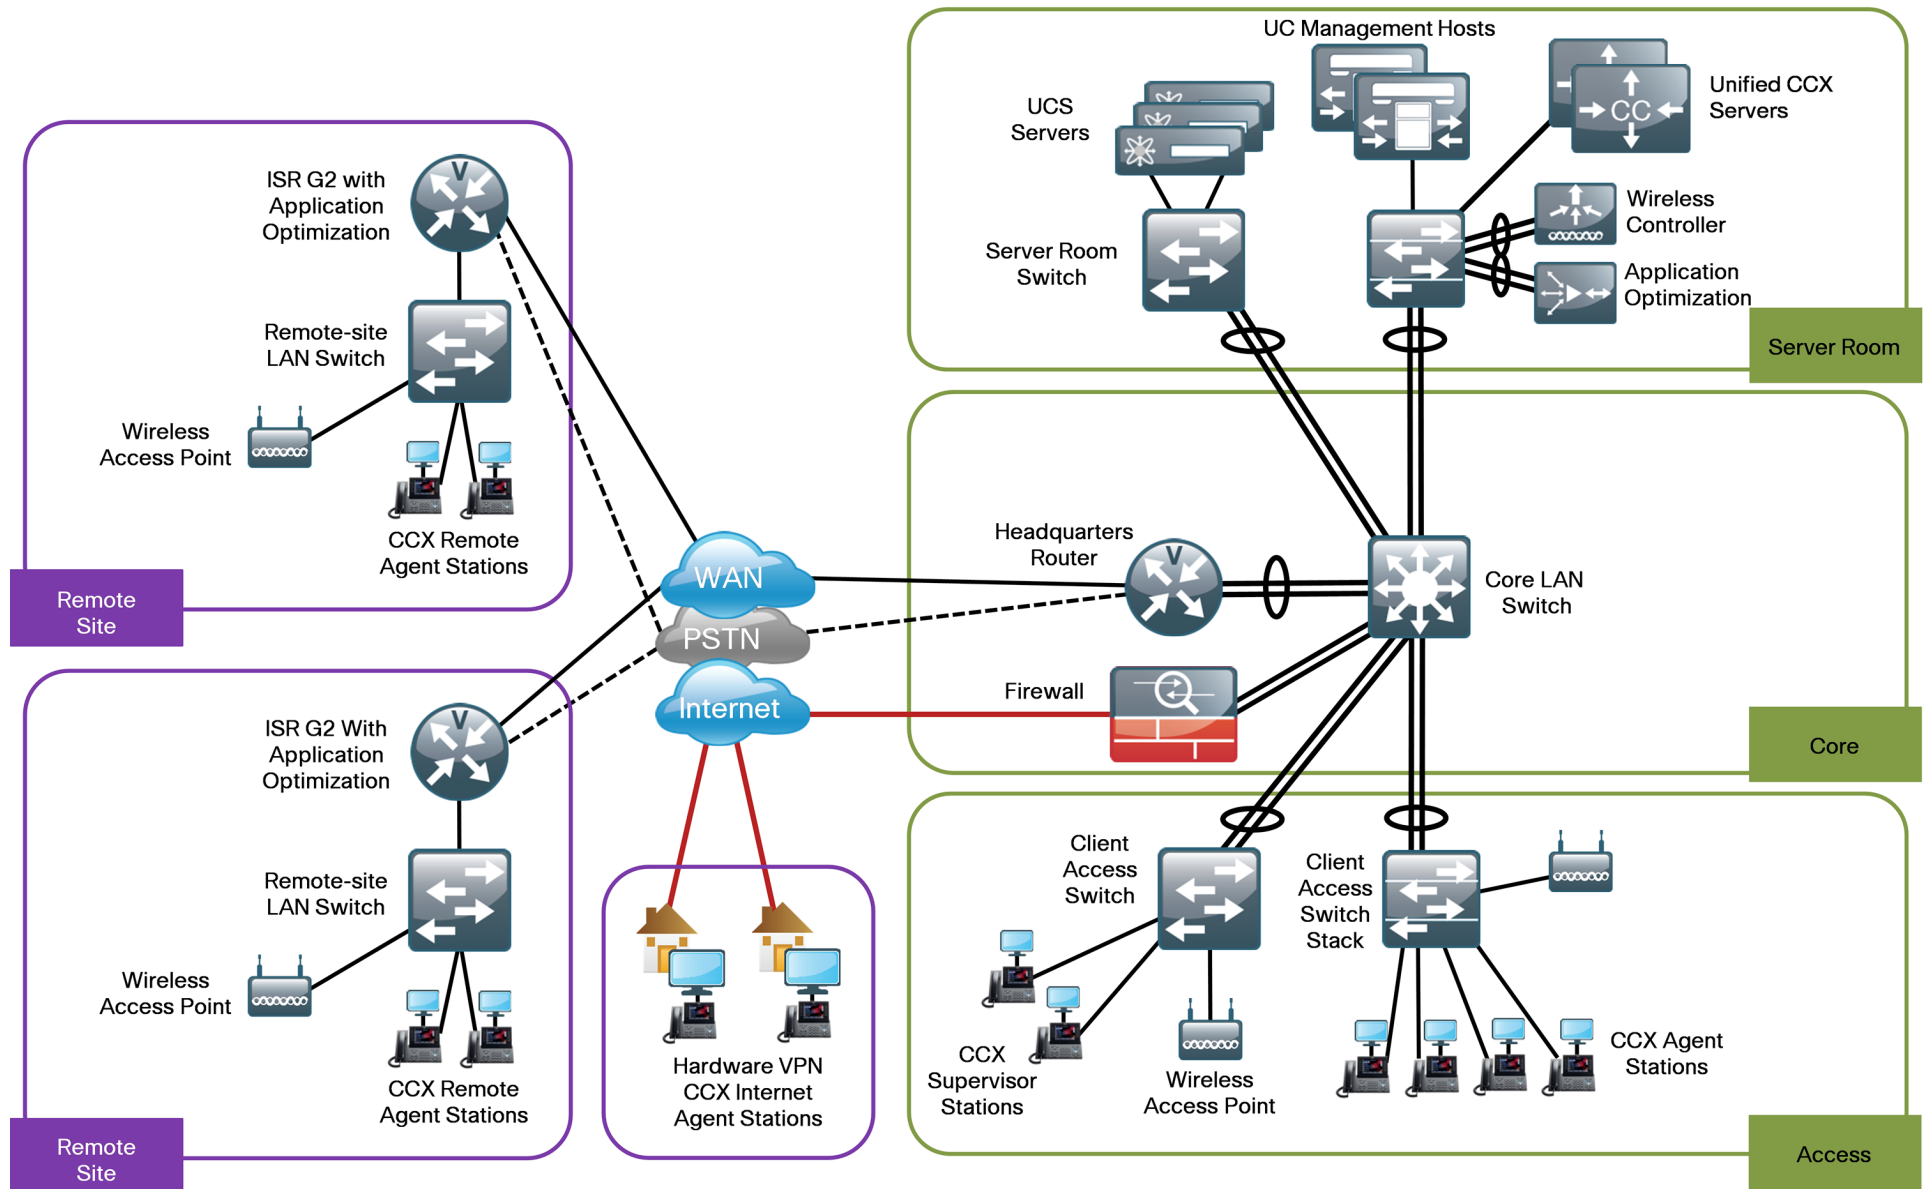 UC Management Hosts
UCS
Servers
CC
Unified CCX
Servers
Wireless
Controller
Application
Optimization
Server Room
Switch
Server Room
V
ISR G2 with
Application
Optimization
Remote-site
LAN Switch
Wireless
Access Point
CCX Remote
Agent Stations
Remote
Site
WAN
PSTN
Internet
Headquarters
Router
V
Core LAN
Switch
Firewall
Core
V
ISR G2 With
Application
Optimization
Remote-site
LAN Switch
Wireless
Access Point
CCX Remote
Agent Stations
Remote
Site
Hardware VPN
CCX Internet
Agent Stations
Client
Access
Switch
Client
Access
Switch
Stack
CCX
Supervisor
Stations
Wireless
Access Point
CCX Agent
Stations
Access